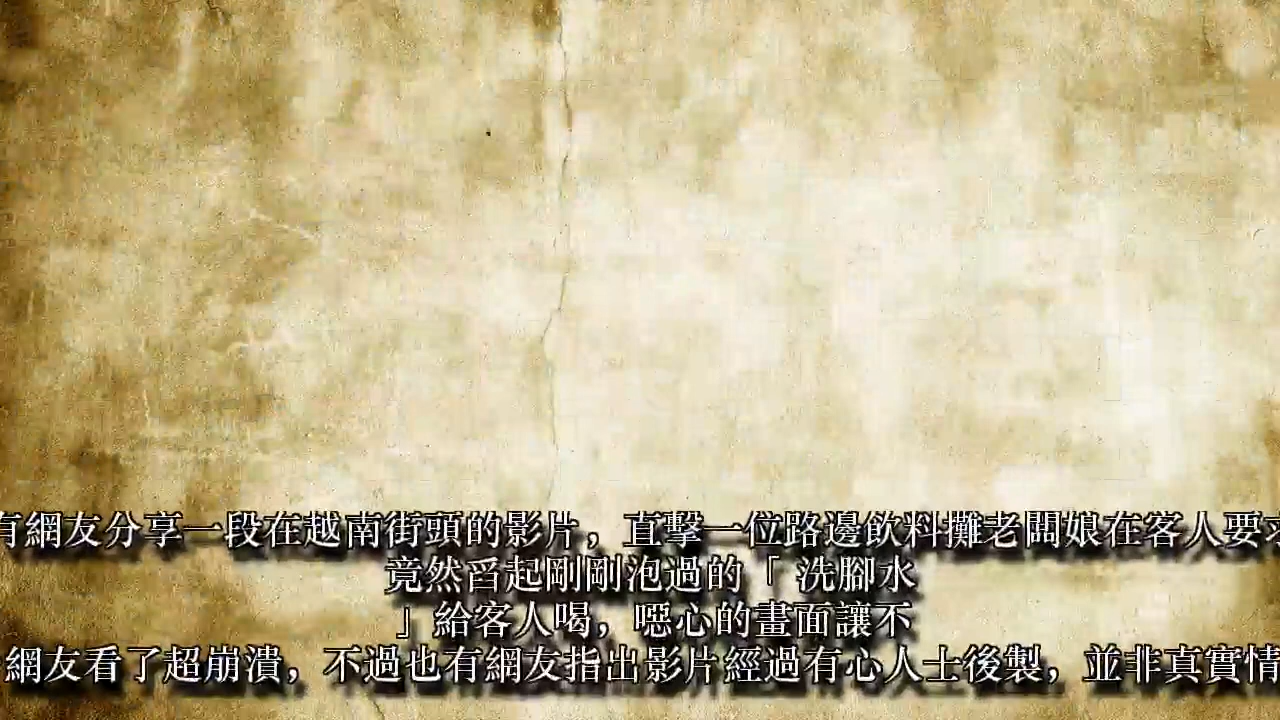 有網友分享一段在越南街頭的影片，直擊一位路邊飲料攤老闆娘在客人要求
竟然舀起剛剛泡過的「 洗腳水
」給客人喝，噁心的畫面讓不
網友看了超崩潰，不過也有網友指出影片經過有心人士後製，並非真實情